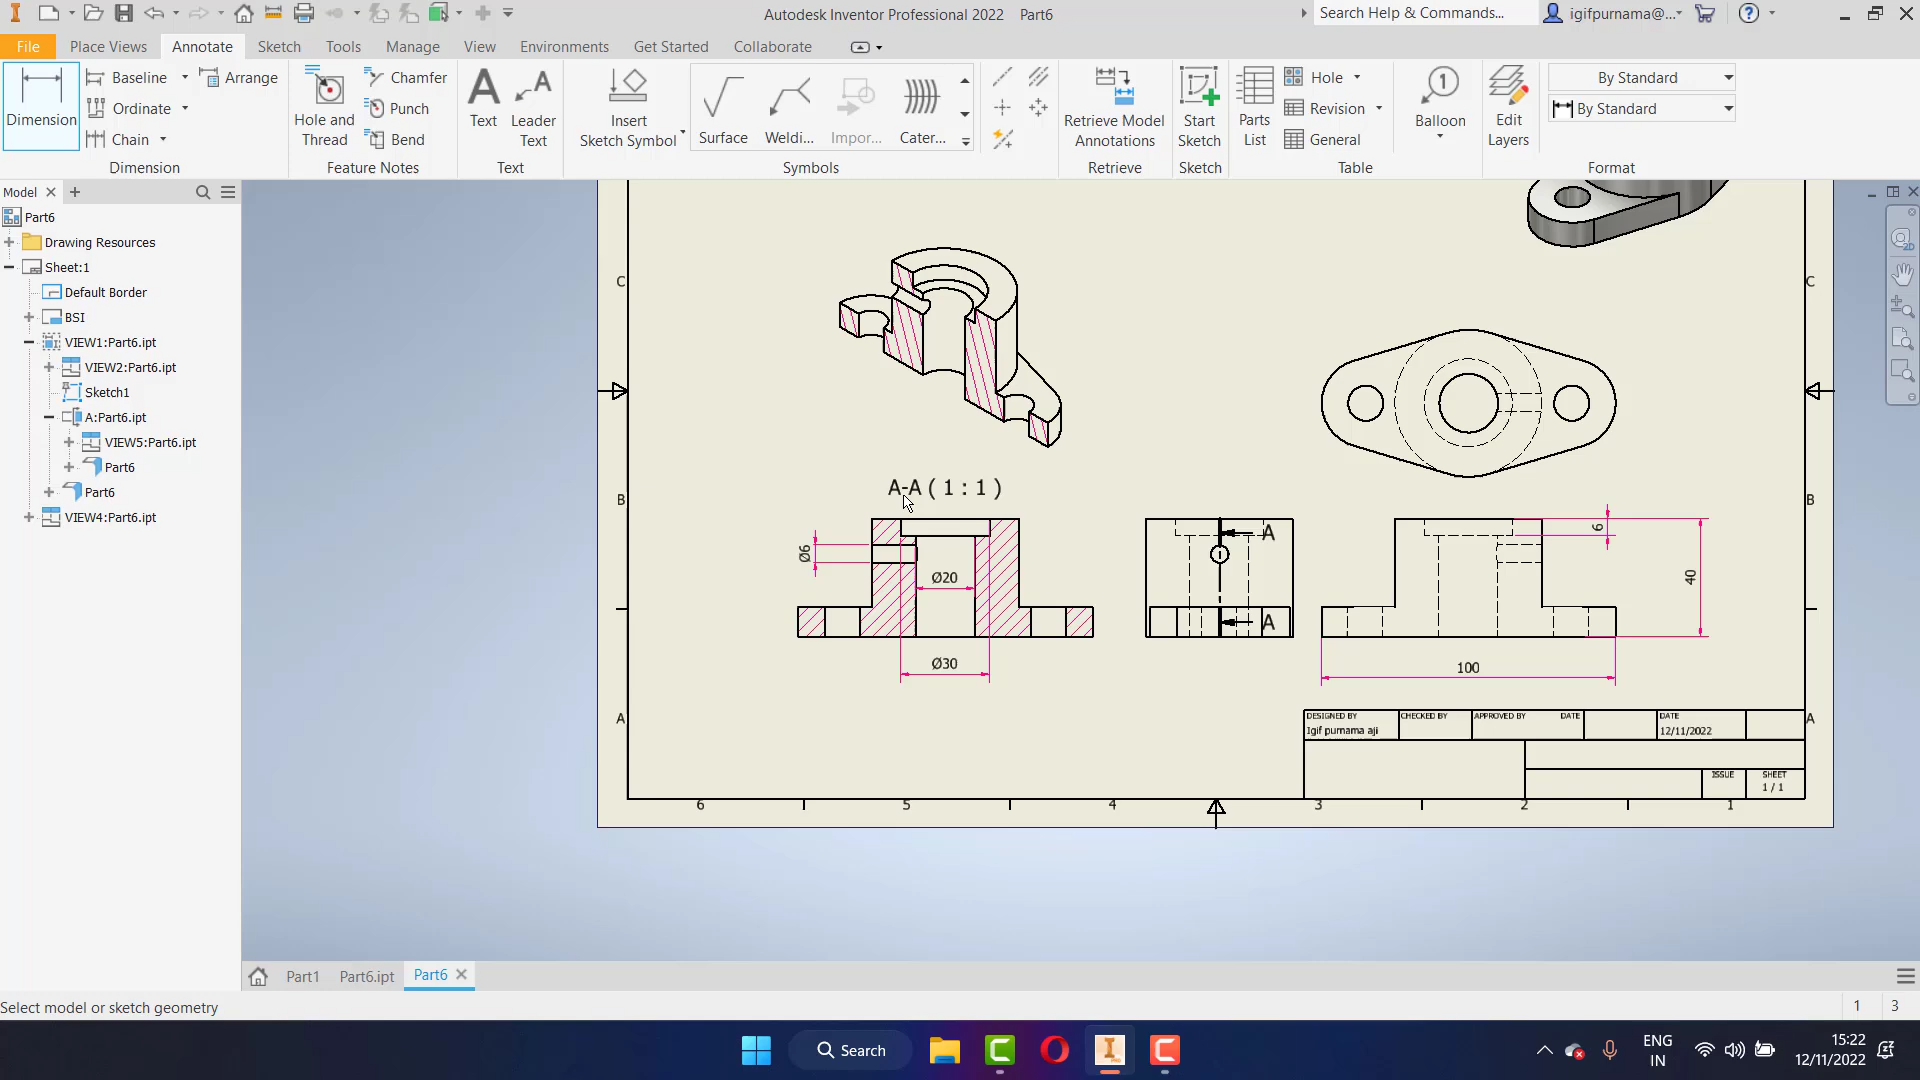 Autodesk Inventor Professional 2022 Part6
Search Help & Commands...
igifpurnama@...
File Place Views Annotate Sketch Tools Manage View Environments Get Started Collaborate
Dimension
Baseline
Ordinate
Chain
Arrange
Dimension
Hole and
Thread
Chamfer
Punch
Bend
Feature Notes
Text
Leader
Text
Text
Insert
Sketch Symbol
Surface
Weldi...
Impor...
Cater...
Symbols
Retrieve Model
Annotations
Retrieve
Start
Sketch
Sketch
Parts
List
Hole
Revision
General
Table
Balloon
Edit
Layers
By Standard
By Standard
Format
Model
Part6
Drawing Resources
Sheet:1
Default Border
BSI
VIEW1:Part6.ipt
VIEW2:Part6.ipt
Sketch1
A:Part6.ipt
VIEW5:Part6.ipt
Part6
Part6
VIEW4:Part6.ipt
C
C
B
B
A-A ( 1 : 1 )
Ø6
Ø20
Ø30
A
A
6
40
100
A
A
DESIGNED BY
Igif purnama aji
CHECKED BY
APPROVED BY
DATE
DATE
12/11/2022
ISSUE
SHEET
1 / 1
6 5 4 3 2 1
Part1 Part6.ipt Part6
Select model or sketch geometry
1 3
Search
ENG
IN
15:22
12/11/2022